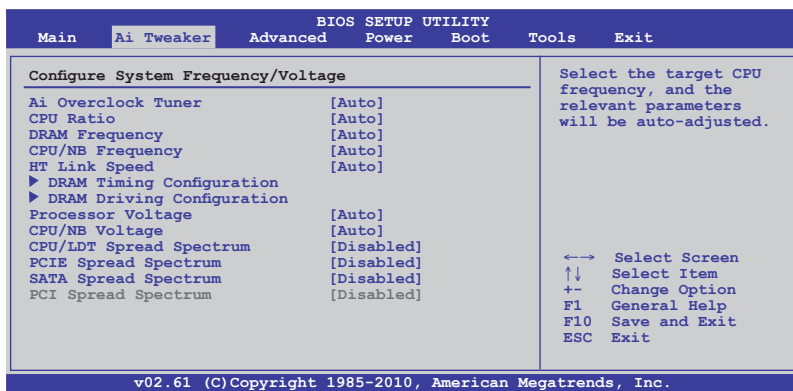 BIOS SETUP UTILITY
Main Ai Tweaker Advanced Power Boot Tools Exit
Configure System Frequency/Voltage
Ai Overclock Tuner [Auto]
CPU Ratio [Auto]
DRAM Frequency [Auto]
CPU/NB Frequency [Auto]
HT Link Speed [Auto]
DRAM Timing Configuration
DRAM Driving Configuration
Processor Voltage [Auto]
CPU/NB Voltage [Auto]
CPU/LDT Spread Spectrum [Disabled]
PCIE Spread Spectrum [Disabled]
SATA Spread Spectrum [Disabled]
PCI Spread Spectrum [Disabled]
Select the target CPU
frequency, and the
relevant parameters
will be auto-adjusted.
←→ Select Screen
↑↓ Select Item
+- Change Option
F1 General Help
F10 Save and Exit
ESC Exit
v02.61 (C)Copyright 1985-2010, American Megatrends, Inc.